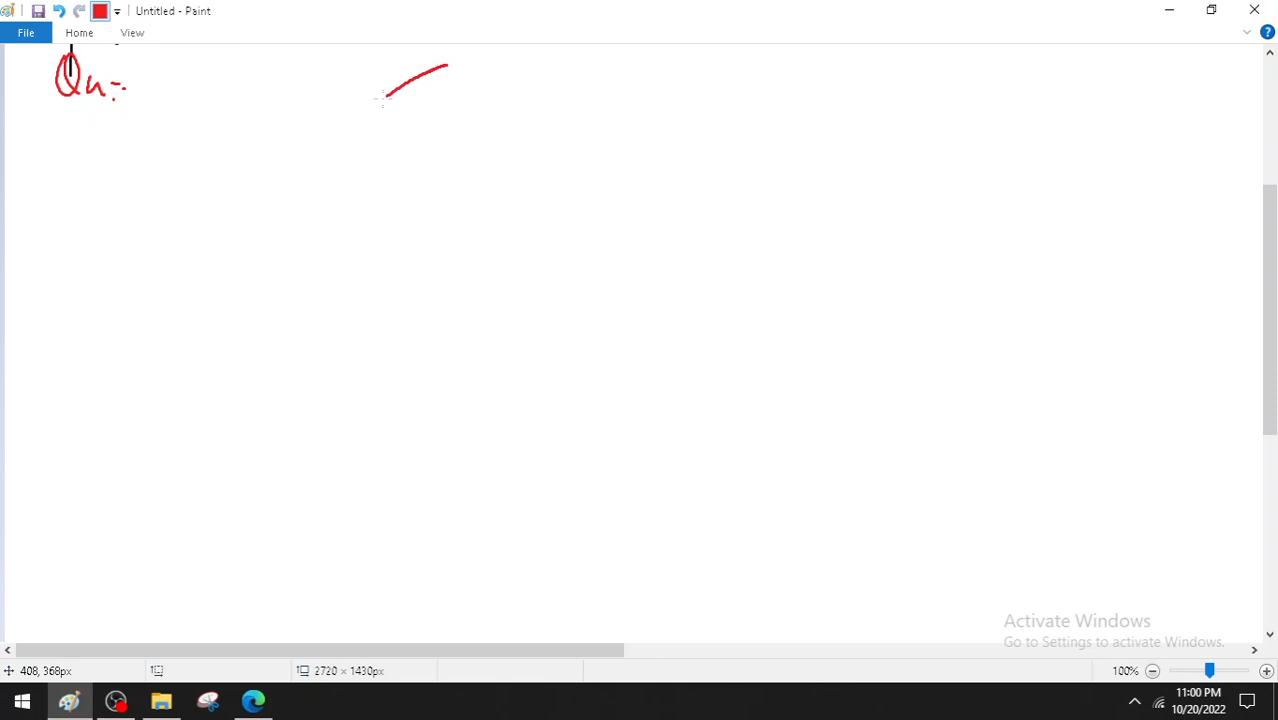 Untitled - Paint
File Home View
Qn:-
Activate Windows
Go to Settings to activate Windows.
408, 368px 2720 × 1430px 100%
11:00 PM
10/20/2022